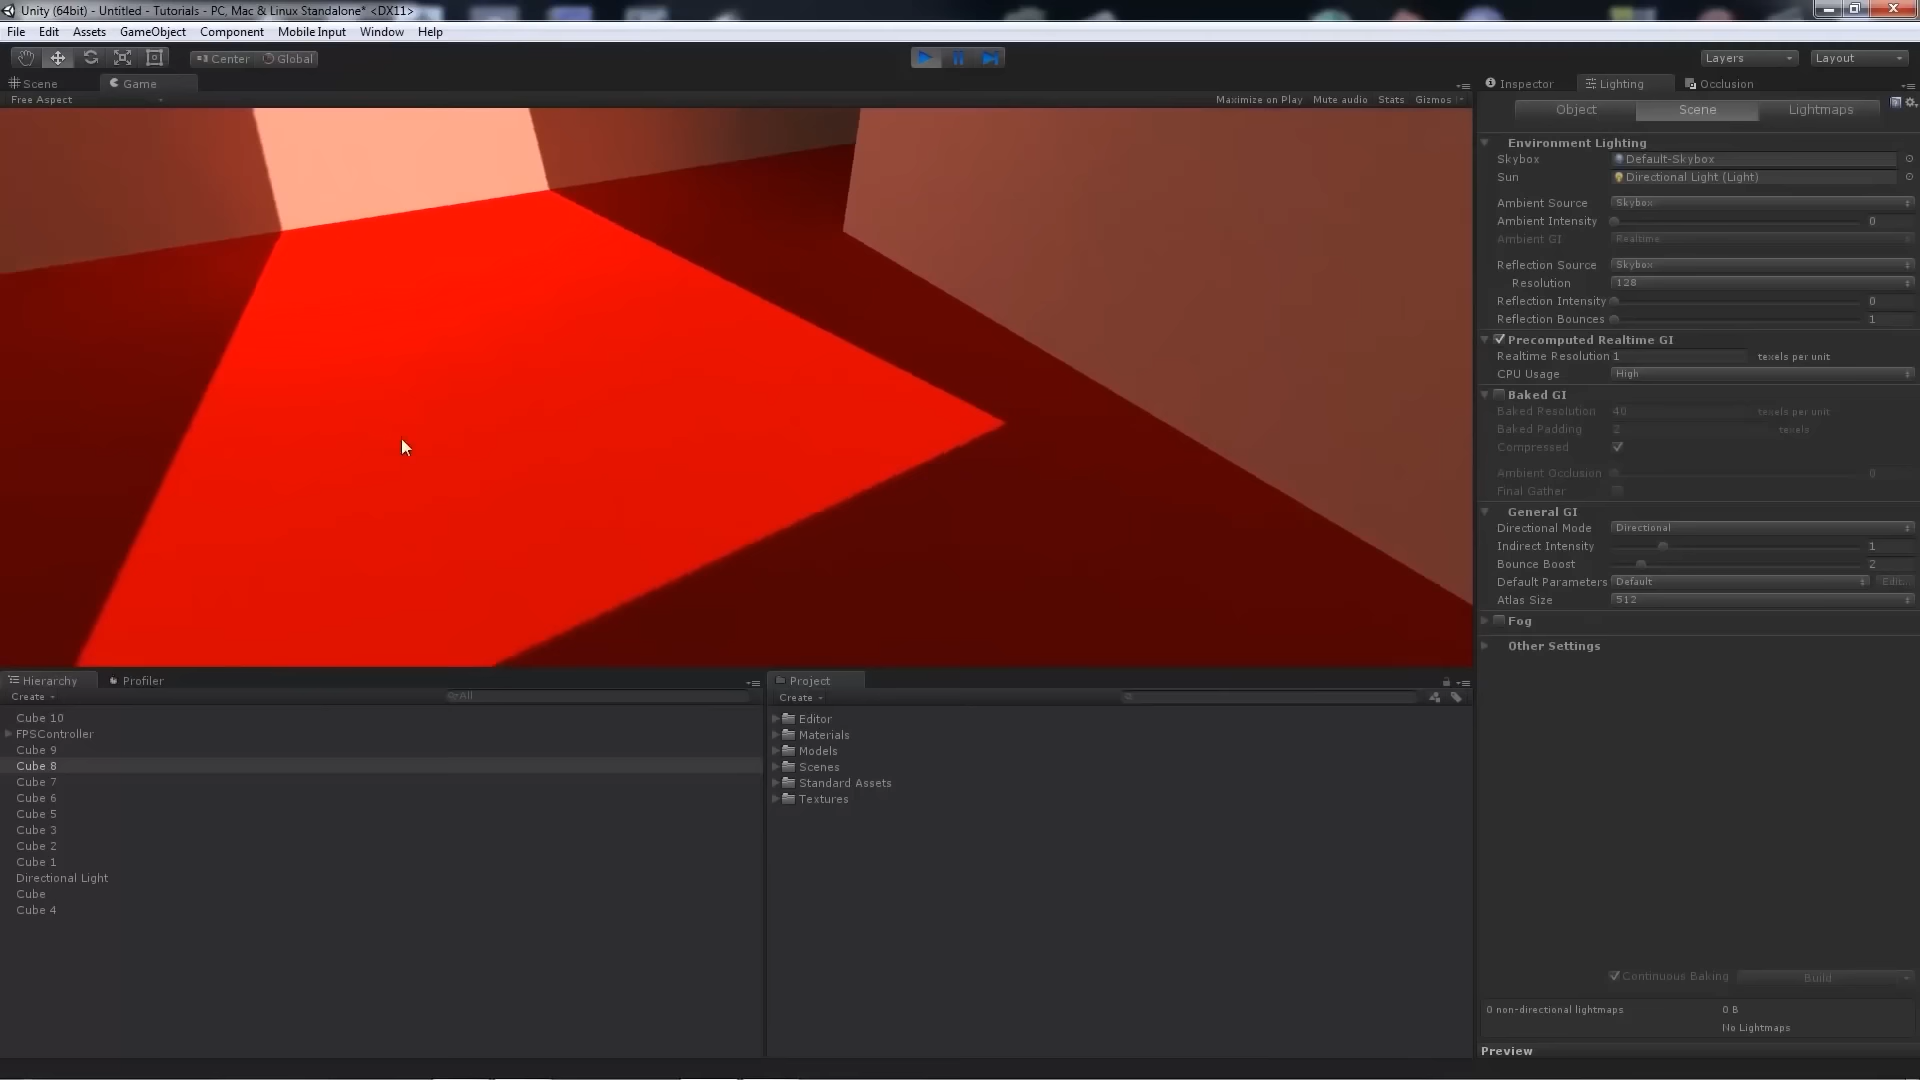 Unity (64bit) - Untitled - Tutorials - PC, Mac & Linux Standalone* <DX11>
File Edit Assets GameObject Component Mobile Input Window Help
Center Global Layers Layout
Scene Game
Free Aspect Maximize on Play Mute audio Stats Gizmos
Inspector Lighting Occlusion
Object Scene Lightmaps
Environment Lighting
Skybox Default-Skybox
Sun Directional Light (Light)
Ambient Source Skybox
Ambient Intensity 0
Ambient GI Realtime
Reflection Source Skybox
Resolution 128
Reflection Intensity 0
Reflection Bounces 1
Precomputed Realtime GI
Realtime Resolution 1 texels per unit
CPU Usage High
Baked GI
Baked Resolution 40 texels per unit
Baked Padding 2 texels
Compressed
Ambient Occlusion 0
Final Gather
General GI
Directional Mode Directional
Indirect Intensity 1
Bounce Boost 2
Default Parameters Default Edit...
Atlas Size 512
Fog
Other Settings
Continuous Baking Build
0 non-directional lightmaps 0 B
No Lightmaps
Preview
Hierarchy Profiler
Create All
Cube 10
FPSController
Cube 9
Cube 8
Cube 7
Cube 6
Cube 5
Cube 3
Cube 2
Cube 1
Directional Light
Cube
Cube 4
Project
Create
Editor
Materials
Models
Scenes
Standard Assets
Textures